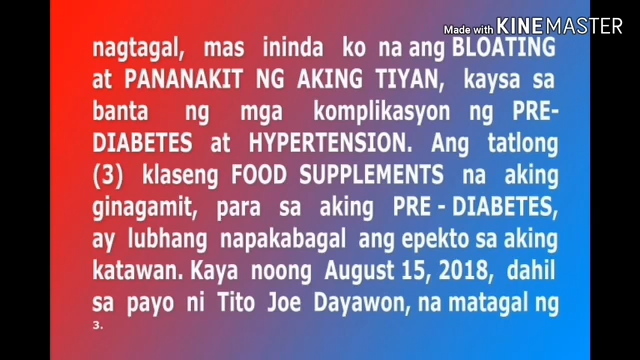 Made with KINEMASTER
nagtagal, mas ininda ko na ang BLOATING
at PANANAKIT NG AKING TIYAN, kaysa sa
banta ng mga komplikasyon ng PRE-
DIABETES at HYPERTENSION. Ang tatlong
(3) klaseng FOOD SUPPLEMENTS na aking
ginagamit, para sa aking PRE - DIABETES,
ay lubhang napakabagal ang epekto sa aking
katawan. Kaya noong August 15, 2018, dahil
sa payo ni Tito Joe Dayawon, na matagal ng
3.